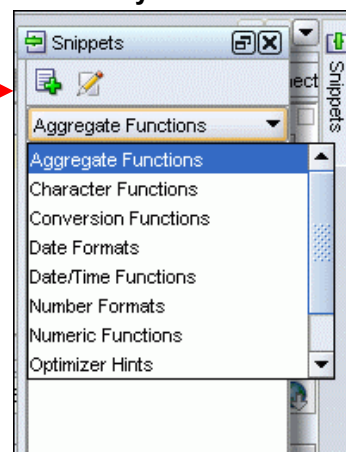 Snippets
ect
Snippets
Aggregate Functions
Aggregate Functions
Character Functions
Conversion Functions
Date Formats
Date/Time Functions
Number Formats
Numeric Functions
Optimizer Hints